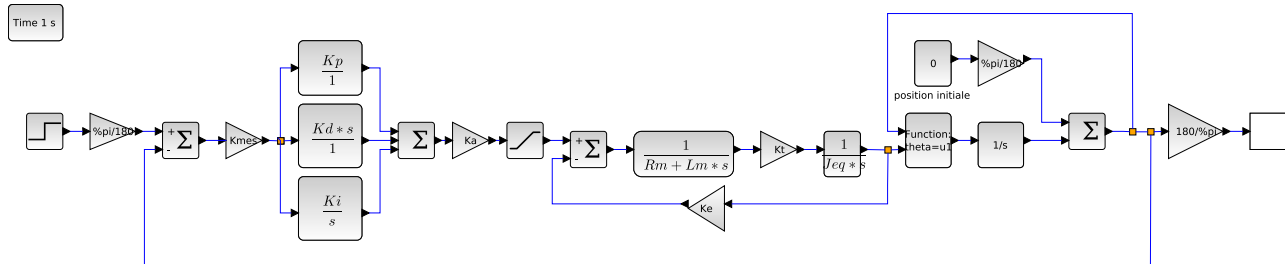 Time 1 s
%pi/180
+
-
Σ
Kmes
Kp
1
Kd * s
1
Ki
s
Σ
Ka
+
-
Σ
1
Rm + Lm * s
Kt
1
Jeq * s
Ke
0
position initiale
%pi/180
Function:
theta=u1
1/s
Σ
180/%pi